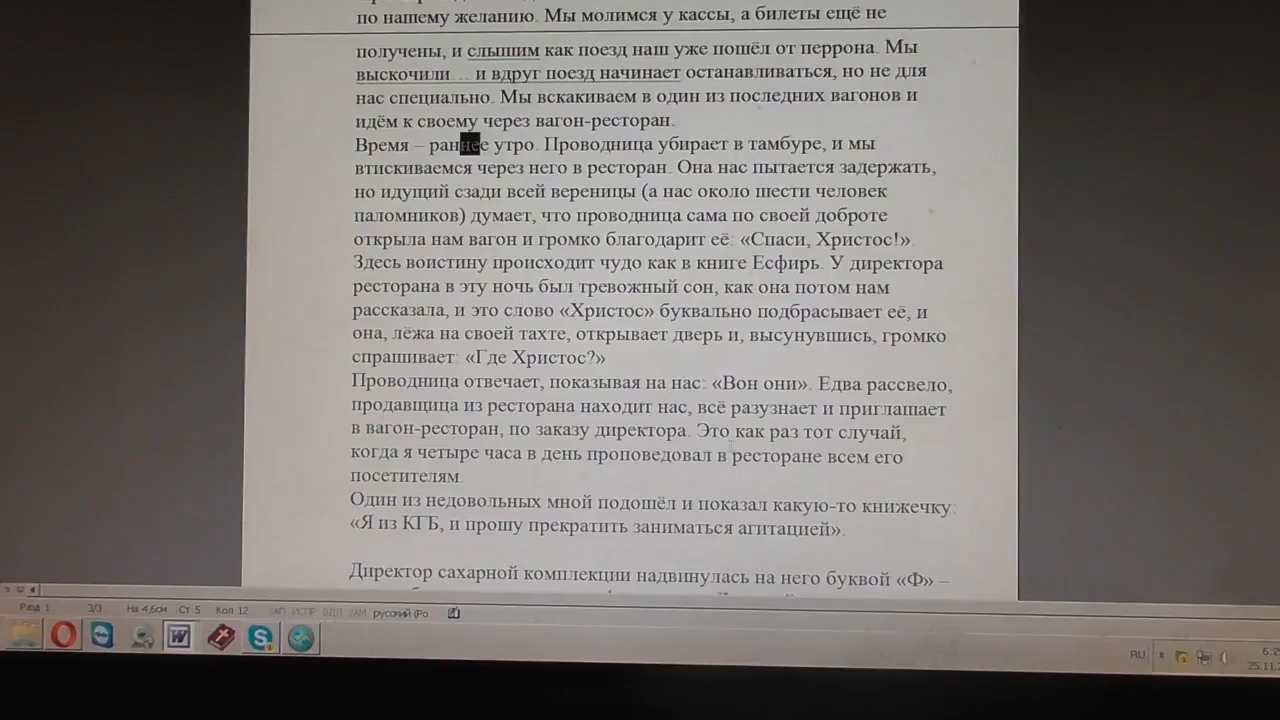 по нашему желанию. Мы молимся у кассы, а билеты ещё не
получены, и слышим как поезд наш уже пошёл от перрона. Мы
выскочили… и вдруг поезд начинает останавливаться, но не для
нас специально. Мы вскакиваем в один из последних вагонов и
идём к своему через вагон-ресторан.
Время – раннее утро. Проводница убирает в тамбуре, и мы
втискиваемся через него в ресторан. Она нас пытается задержать,
но идущий сзади всей вереницы (а нас около шести человек
паломников) думает, что проводница сама по своей доброте
открыла нам вагон и громко благодарит её: «Спаси, Христос!».
Здесь воистину происходит чудо как в книге Есфирь. У директора
ресторана в эту ночь был тревожный сон, как она потом нам
рассказала, и это слово «Христос» буквально подбрасывает её, и
она, лёжа на своей тахте, открывает дверь и, высунувшись, громко
спрашивает: «Где Христос?»
Проводница отвечает, показывая на нас: «Вон они». Едва рассвело,
продавщица из ресторана находит нас, всё разузнает и приглашает
в вагон-ресторан, по заказу директора. Это как раз тот случай,
когда я четыре часа в день проповедовал в ресторане всем его
посетителям.
Один из недовольных мной подошёл и показал какую-то книжечку:
«Я из КГБ, и прошу прекратить заниматься агитацией».
Директор сахарной комплекции надвинулась на него буквой «Ф» –
Разд 1 3/3 На 4,6см Ст 5 Кол 12 ЗАП ИСПР ВДЛ ЗАМ русский (Ро
RU
25.11.